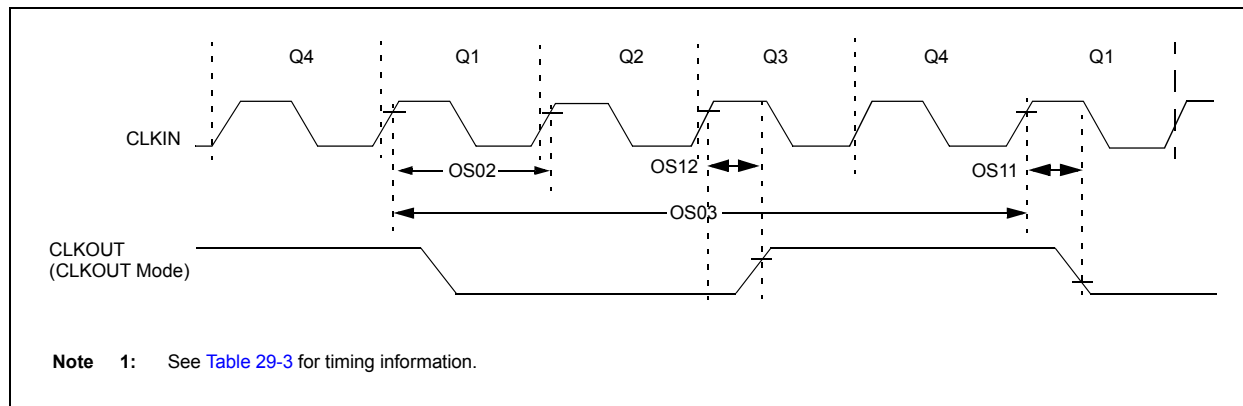 Q4 Q1 Q2 Q3 Q4 Q1
CLKIN
OS02
OS12
OS11
OS03
CLKOUT
(CLKOUT Mode)
Note 1: See Table 29-3 for timing information.